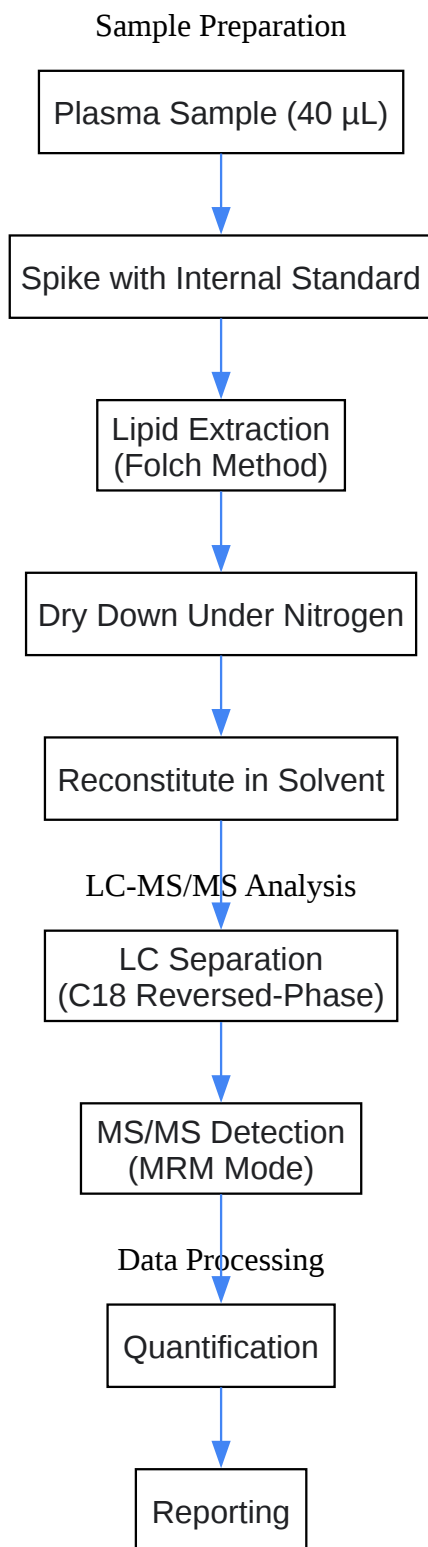 Sample Preparation
Plasma Sample (40 µL)
Spike with Internal Standard
Lipid Extraction
(Folch Method)
Dry Down Under Nitrogen
Reconstitute in Solvent
LC-MS/MS Analysis
LC Separation
(C18 Reversed-Phase)
MS/MS Detection
(MRM Mode)
Data Processing
Quantification
Reporting